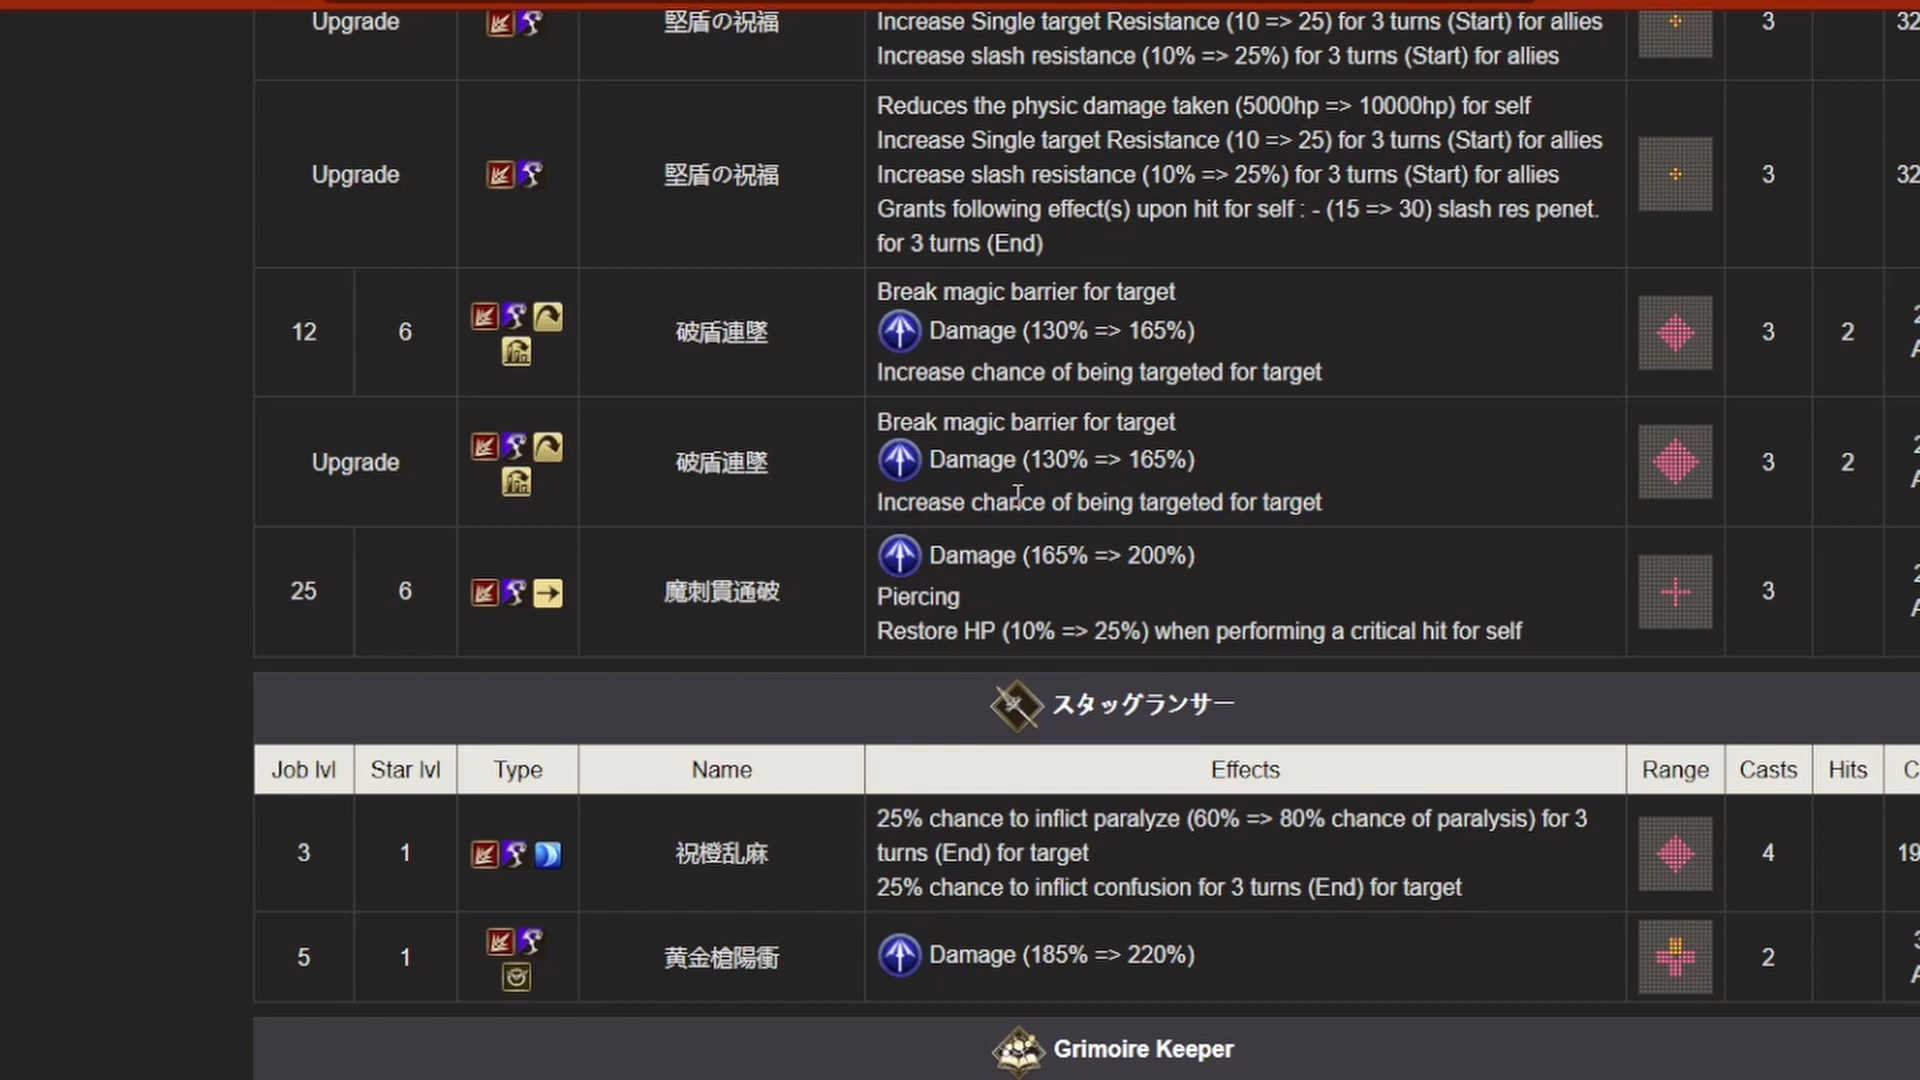 Upgrade
堅盾の祝福
Increase Single target Resistance (10 => 25) for 3 turns (Start) for allies
Increase slash resistance (10% => 25%) for 3 turns (Start) for allies
3
32
Upgrade
堅盾の祝福
Reduces the physic damage taken (5000hp => 10000hp) for self
Increase Single target Resistance (10 => 25) for 3 turns (Start) for allies
Increase slash resistance (10% => 25%) for 3 turns (Start) for allies
Grants following effect(s) upon hit for self : - (15 => 30) slash res penet.
for 3 turns (End)
3
32
12
6
破盾連墜
Break magic barrier for target
Damage (130% => 165%)
Increase chance of being targeted for target
3
2
Upgrade
破盾連墜
Break magic barrier for target
Damage (130% => 165%)
Increase chance of being targeted for target
3
2
25
6
魔刺貫通破
Damage (165% => 200%)
Piercing
Restore HP (10% => 25%) when performing a critical hit for self
3
スタッグランサー
Job lvl Star lvl Type Name Effects Range Casts Hits C
3
1
祝橙乱麻
25% chance to inflict paralyze (60% => 80% chance of paralysis) for 3
turns (End) for target
25% chance to inflict confusion for 3 turns (End) for target
4
19
5
1
黄金槍陽衝
Damage (185% => 220%)
2
Grimoire Keeper